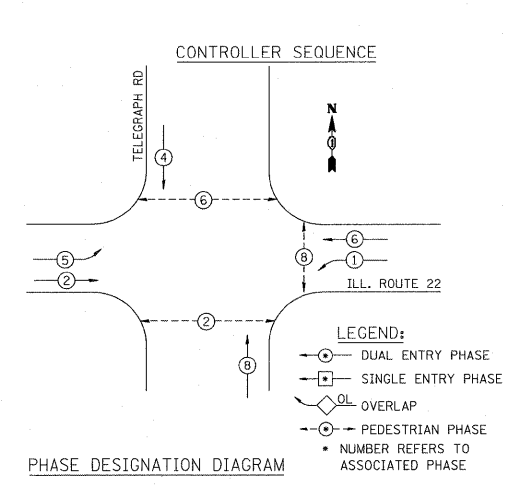 CONTROLLER SEQUENCE
TELEGRAPH RD
N
4
6
5
2
6
1
8
ILL. ROUTE 22
2
8
LEGEND:
* DUAL ENTRY PHASE
* SINGLE ENTRY PHASE
OL OVERLAP
* PEDESTRIAN PHASE
* NUMBER REFERS TO
ASSOCIATED PHASE
PHASE DESIGNATION DIAGRAM